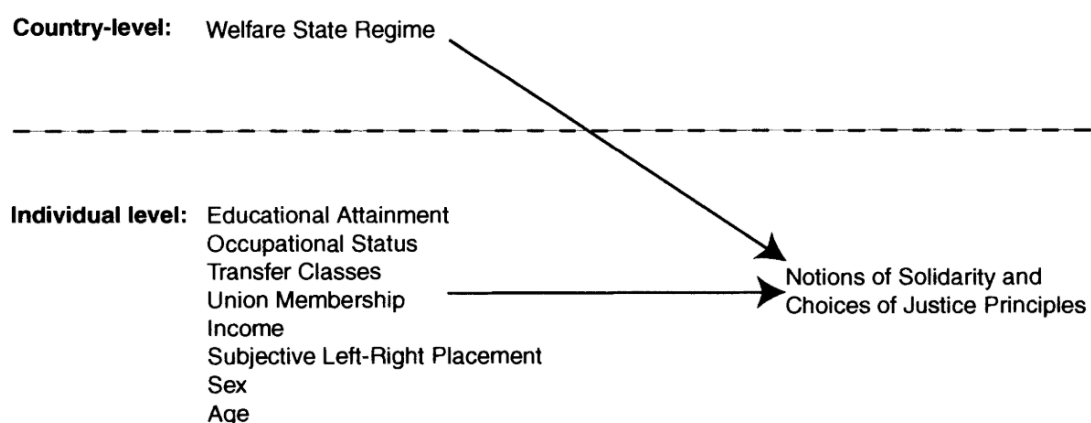 Country-level: Welfare State Regime
Individual level: Educational Attainment
Occupational Status
Transfer Classes
Union Membership
Income
Subjective Left-Right Placement
Sex
Age
Notions of Solidarity and
Choices of Justice Principles